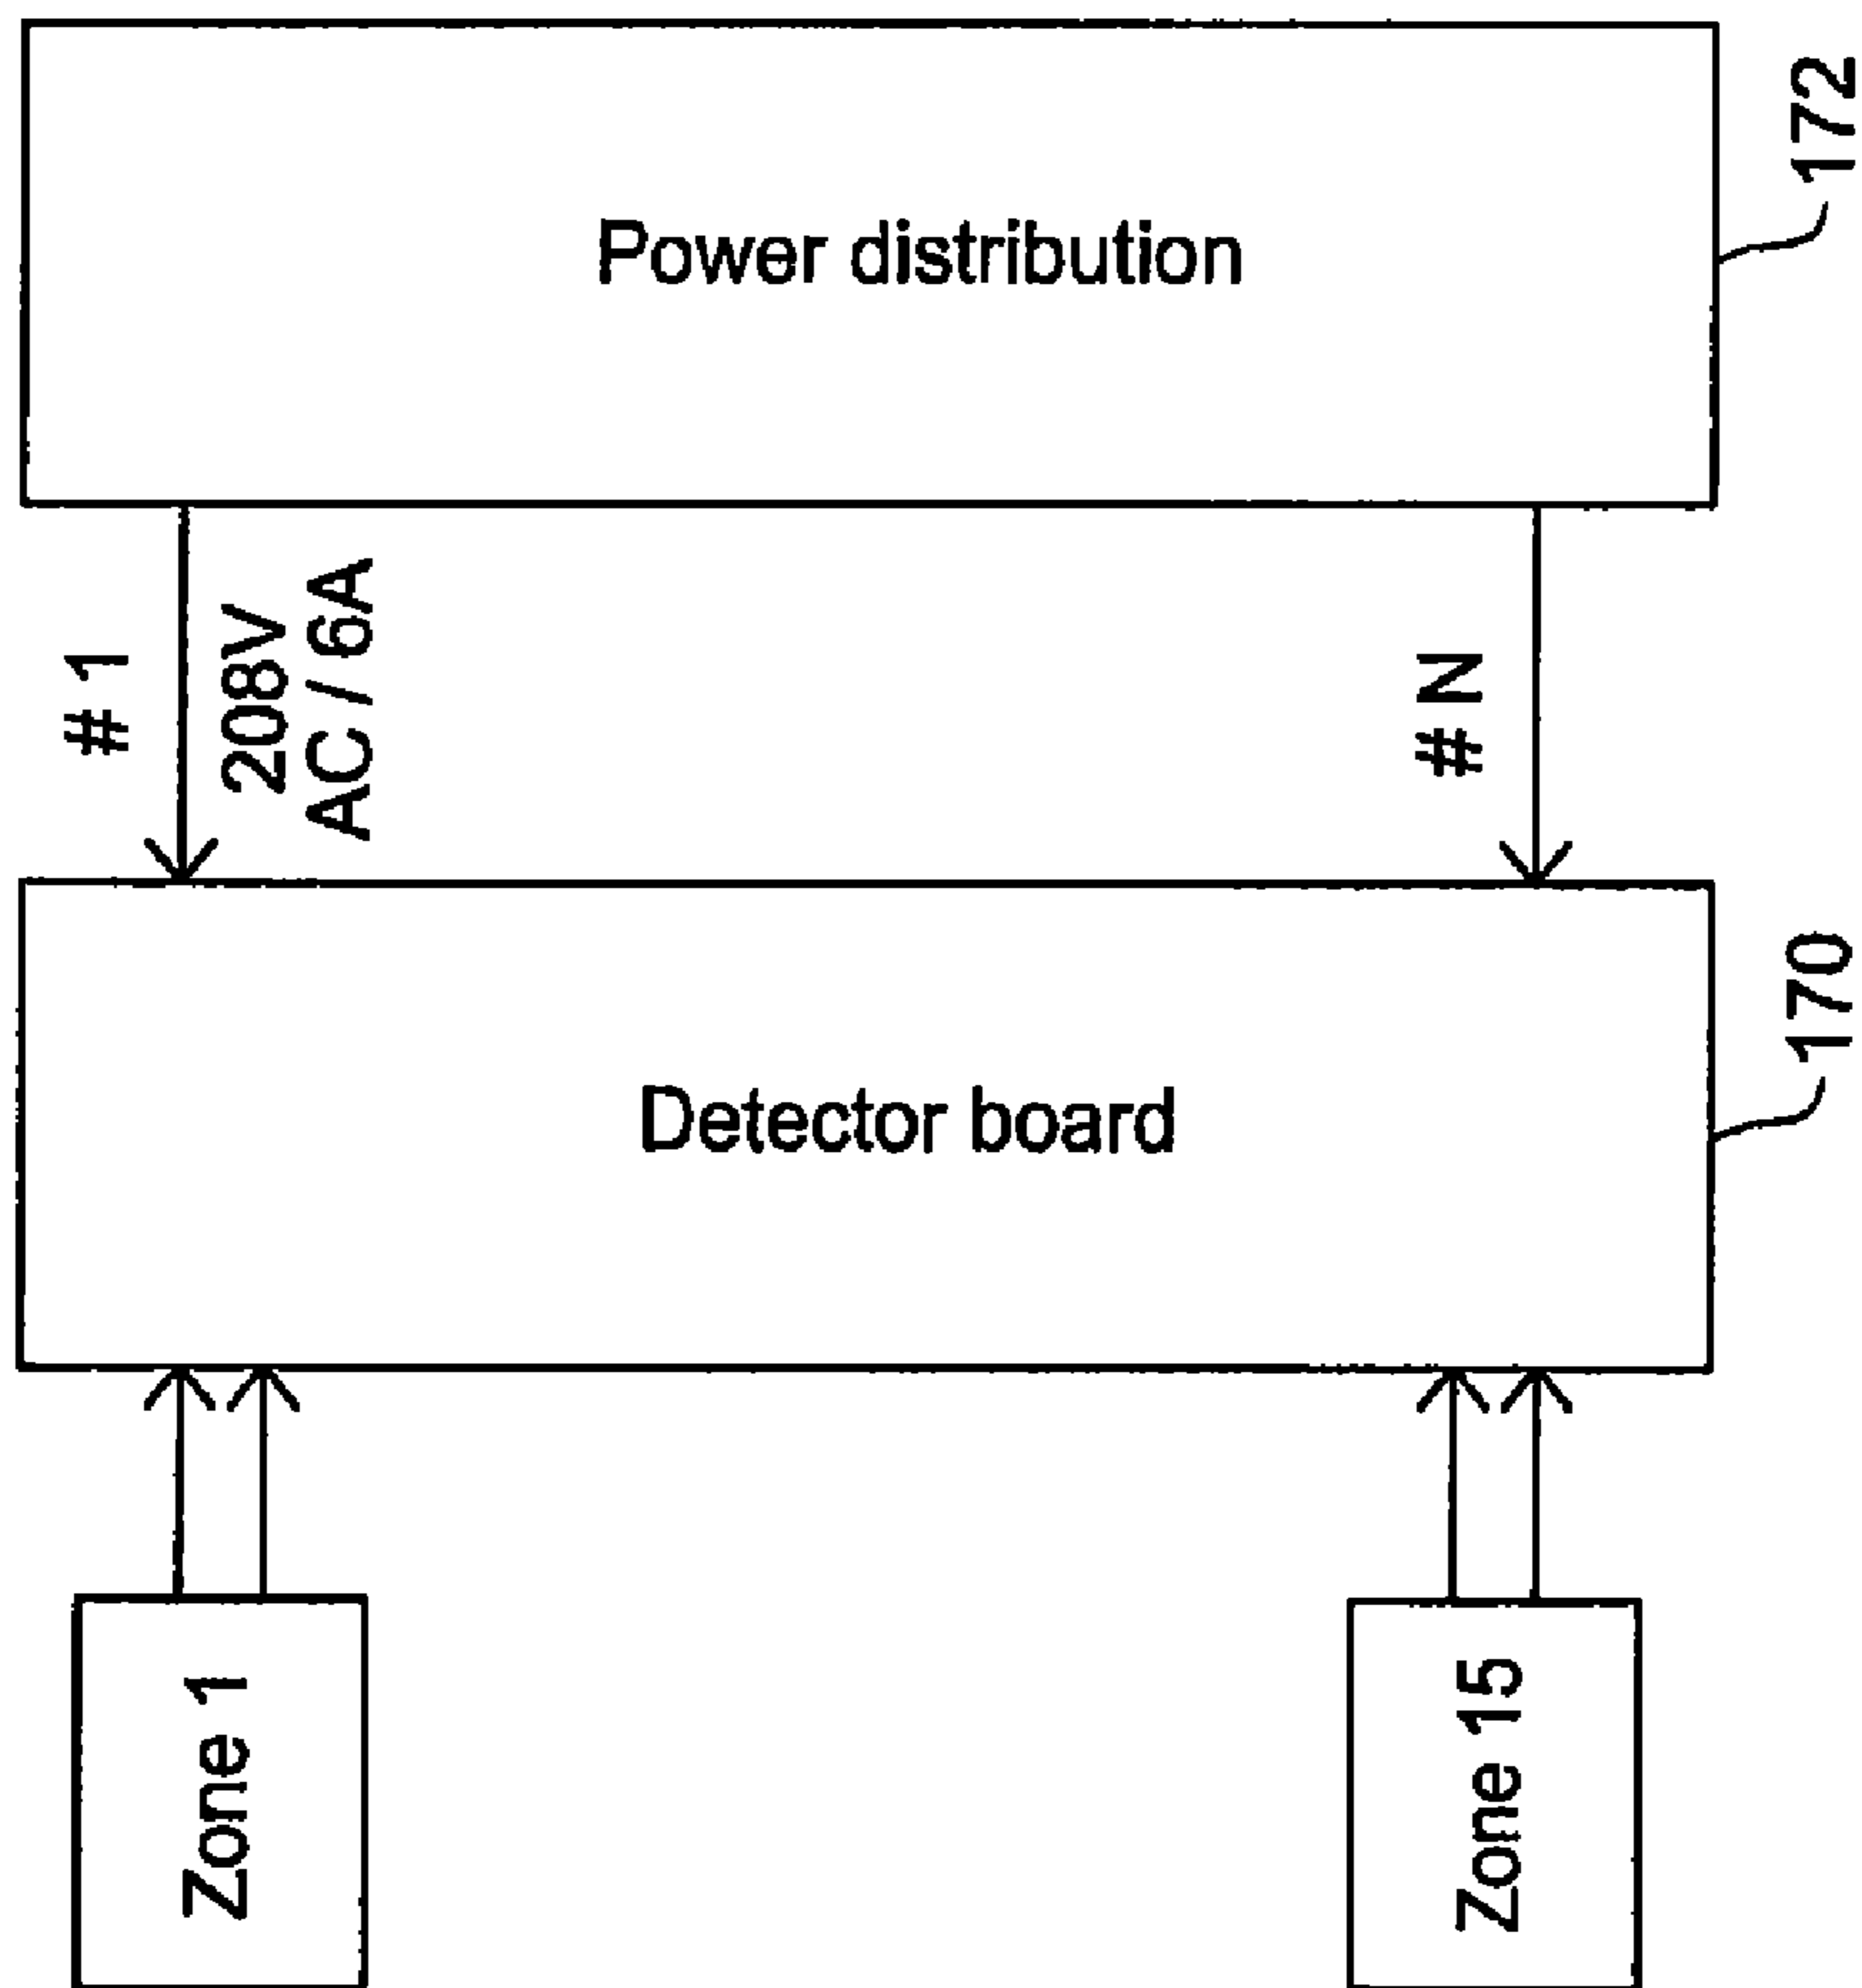 Power distribution
172
# 1
208V
AC / 6A
# N
Detector board
170
Zone 1
Zone 15